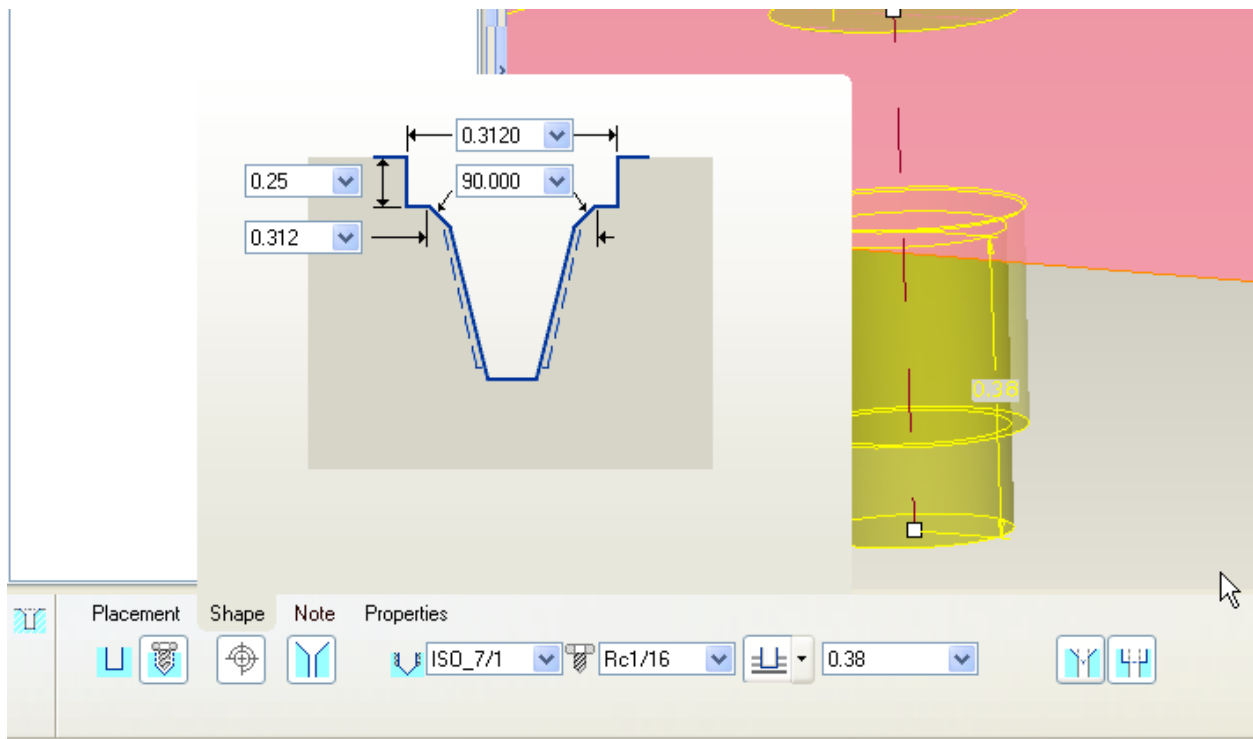 0.3120
0.25
90.000
0.312
0.38
Placement Shape Note Properties
ISO_7/1 Rc1/16 0.38